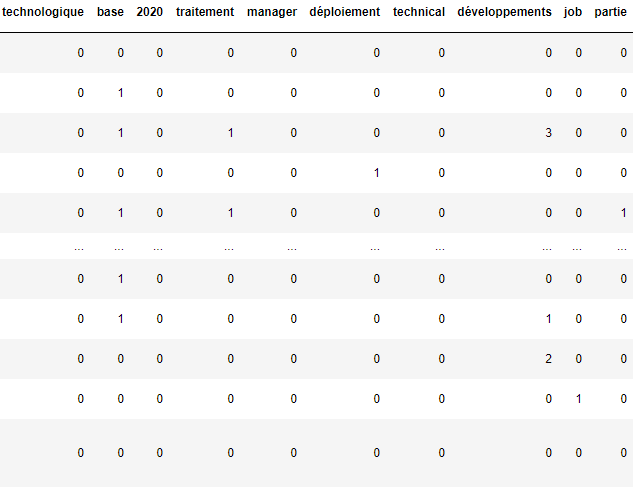 technologique base 2020 traitement manager déploiement technical développements job partie
0 0 0 0 0 0 0 0 0 0
0 1 0 0 0 0 0 0 0 0
0 1 0 1 0 0 0 3 0 0
0 0 0 0 0 1 0 0 0 0
0 1 0 1 0 0 0 0 0 1
... ... ... ... ... ... ... ... ... ...
0 1 0 0 0 0 0 0 0 0
0 1 0 0 0 0 0 1 0 0
0 0 0 0 0 0 0 2 0 0
0 0 0 0 0 0 0 0 1 0
0 0 0 0 0 0 0 0 0 0